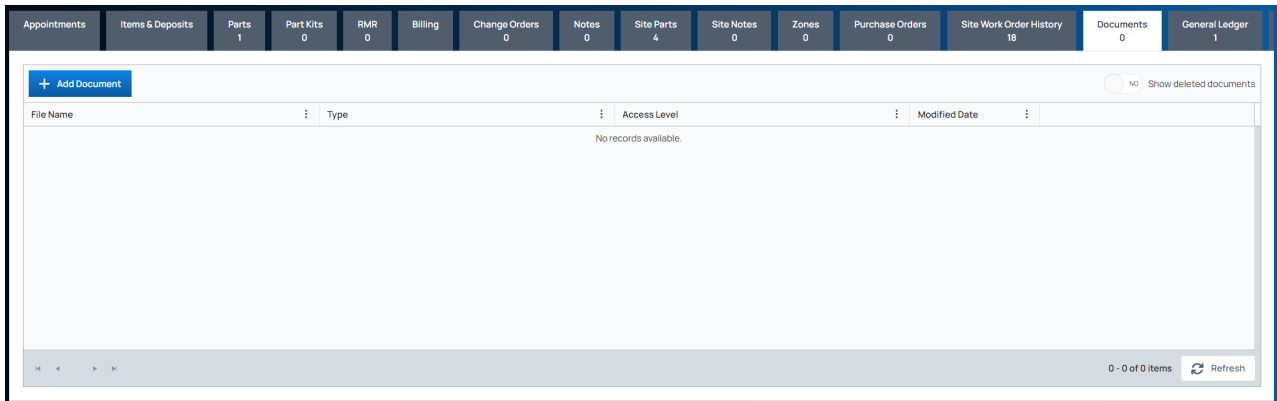 Appointments
Items & Deposits
Parts
1
Part Kits
0
RMR
0
Billing
Change Orders
0
Notes
0
Site Parts
4
Site Notes
0
Zones
0
Purchase Orders
0
Site Work Order History
18
Documents
0
General Ledger
1
+ Add Document
NO Show deleted documents
File Name Type Access Level Modified Date
No records available.
0 - 0 of 0 items Refresh